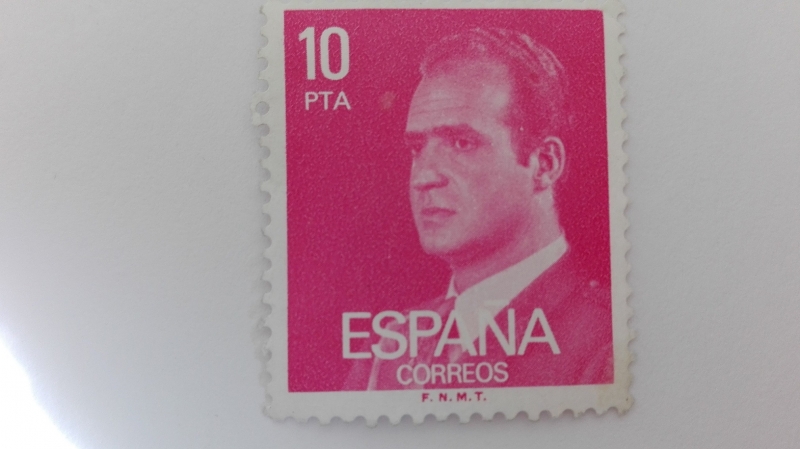 10
PTA
ESPAÑA
CORREOS
F. N. M. T.